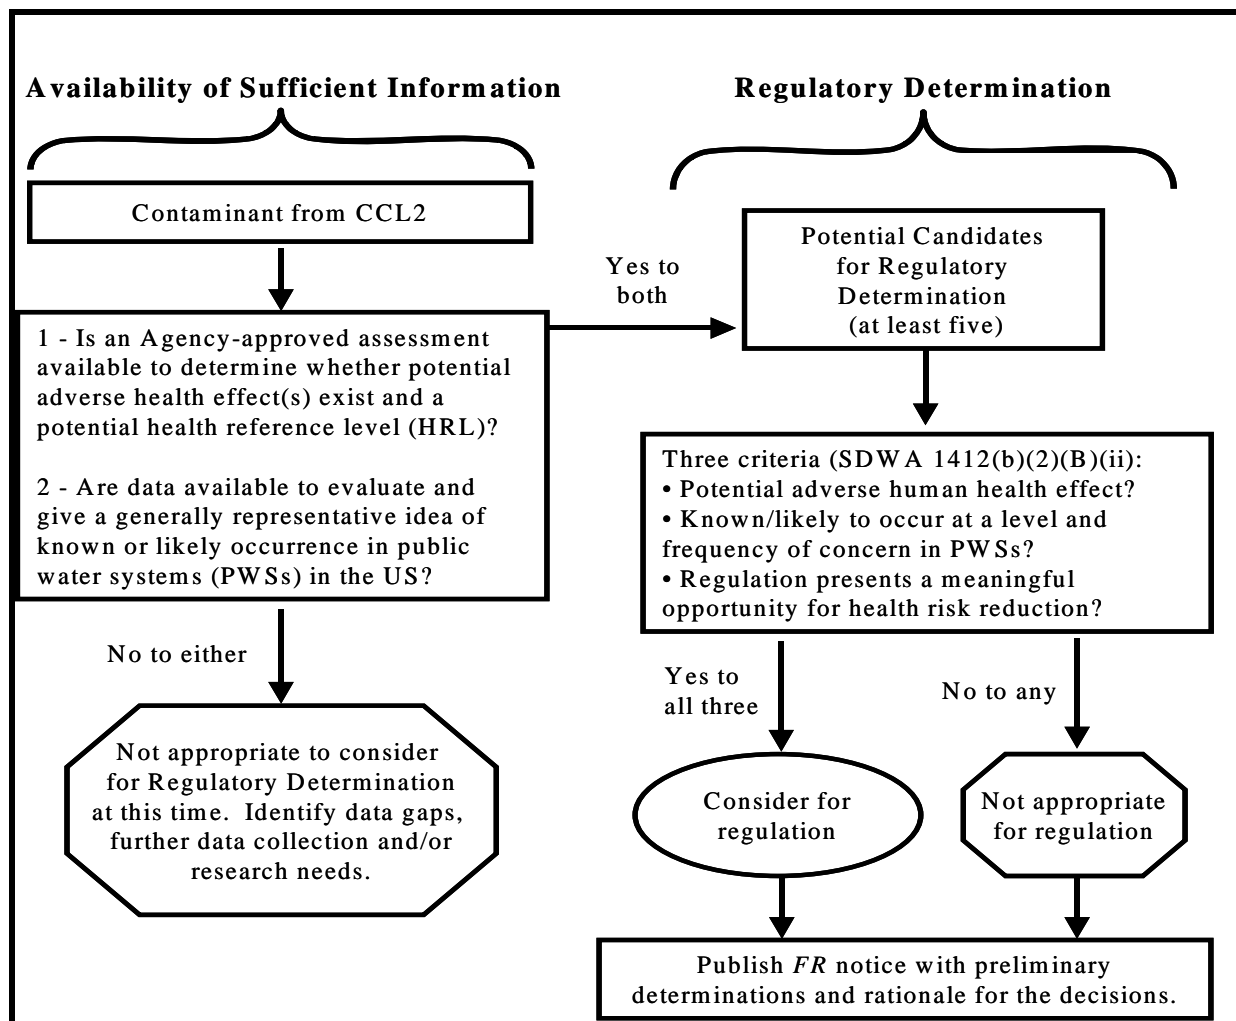 Availability of Sufficient Information
Contaminant from CCL2
1 - Is an Agency-approved assessment
available to determine whether potential
adverse health effect(s) exist and a
potential health reference level (HRL)?
2 - Are data available to evaluate and
give a generally representative idea of
known or likely occurrence in public
water systems (PWSs) in the US?
No to either
Not appropriate to consider
for Regulatory Determination
at this time. Identify data gaps,
further data collection and/or
research needs.
Yes to
both
Regulatory Determination
Potential Candidates
for Regulatory
Determination
(at least five)
Three criteria (SDWA 1412(b)(2)(B)(ii):
• Potential adverse human health effect?
• Known/likely to occur at a level and
frequency of concern in PWSs?
• Regulation presents a meaningful
opportunity for health risk reduction?
Yes to
all three
No to any
Consider for
regulation
Not appropriate
for regulation
Publish FR notice with preliminary
determinations and rationale for the decisions.